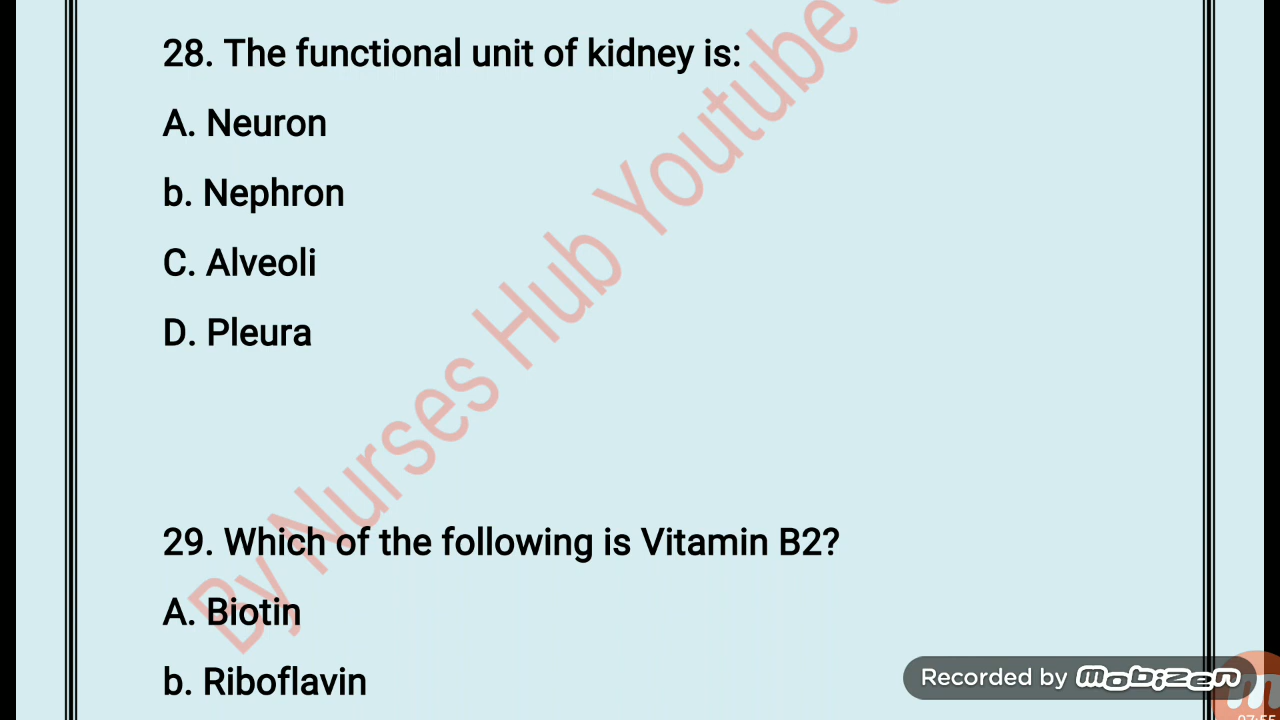 28. The functional unit of kidney is:
A. Neuron
b. Nephron
C. Alveoli
D. Pleura
By Nurses Hub Youtube
29. Which of the following is Vitamin B2?
A. Biotin
b. Riboflavin
Recorded by mobizen